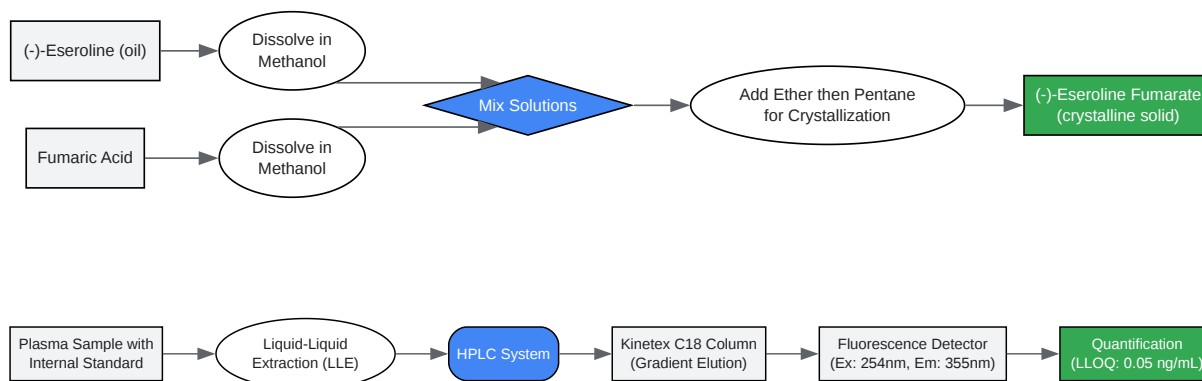 (-)-Eseroline (oil)
Dissolve in
Methanol
Mix Solutions
Add Ether then Pentane
for Crystallization
(-)-Eseroline Fumarate
(crystalline solid)
Fumaric Acid
Dissolve in
Methanol
Plasma Sample with
Internal Standard
Liquid-Liquid
Extraction (LLE)
HPLC System
Kinetex C18 Column
(Gradient Elution)
Fluorescence Detector
(Ex: 254nm, Em: 355nm)
Quantification
(LLOQ: 0.05 ng/mL)